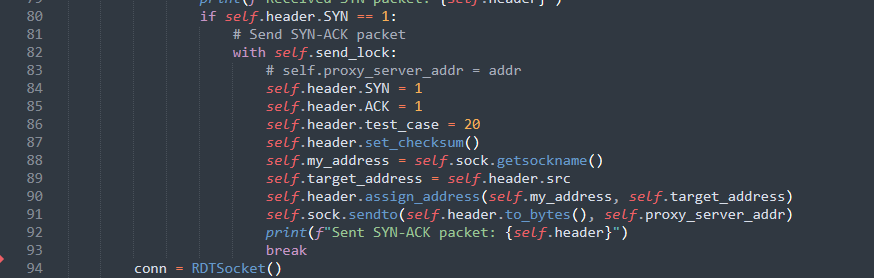 79 print(f"Received SYN packet: {self.header}")
80 if self.header.SYN == 1:
81 # Send SYN-ACK packet
82 with self.send_lock:
83 # self.proxy_server_addr = addr
84 self.header.SYN = 1
85 self.header.ACK = 1
86 self.header.test_case = 20
87 self.header.set_checksum()
88 self.my_address = self.sock.getsockname()
89 self.target_address = self.header.src
90 self.header.assign_address(self.my_address, self.target_address)
91 self.sock.sendto(self.header.to_bytes(), self.proxy_server_addr)
92 print(f"Sent SYN-ACK packet: {self.header}")
93 break
94 conn = RDTSocket()